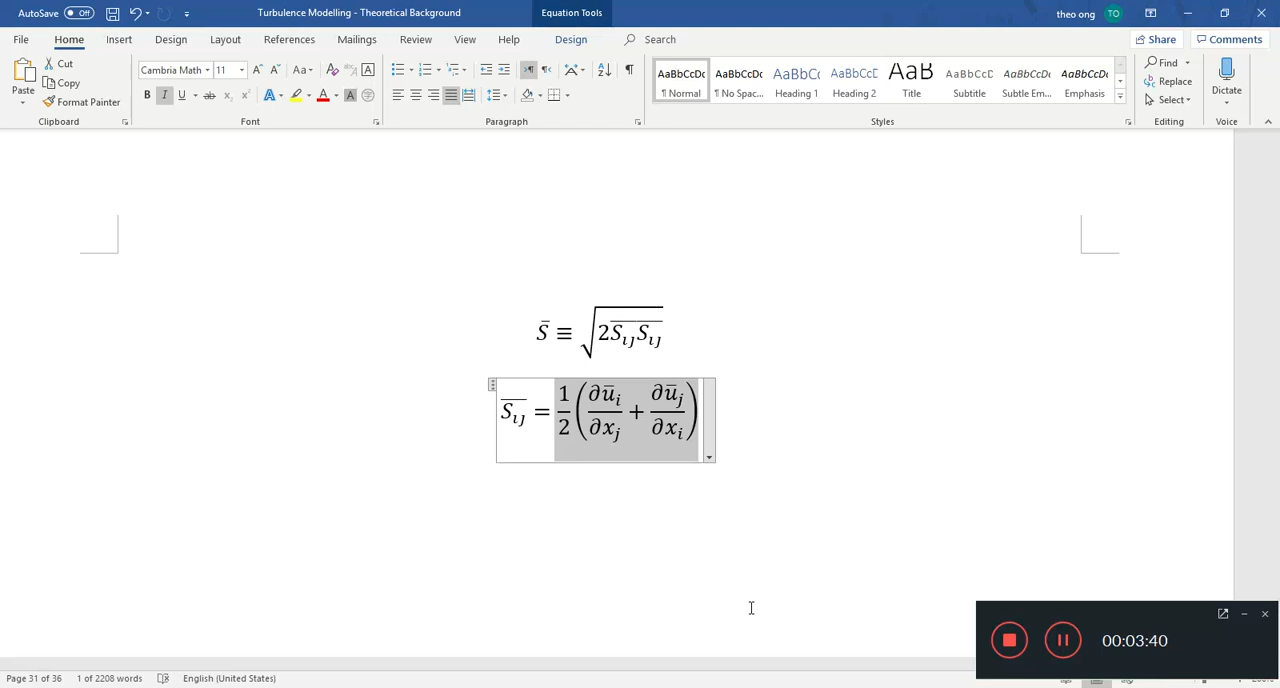 AutoSave Off Turbulence Modelling - Theoretical Background Equation Tools theo ong TO
File Home Insert Design Layout References Mailings Review View Help Design Search Share Comments
Paste Cut Copy Format Painter Clipboard
Cambria Math 11 Aa A B I U ab x₂ x² A A A Font
Paragraph
AaBbCcDc AaBbCcDc AaBbCc AaBbCcE AaB AaBbCcD AaBbCcDc AaBbCcDc
¶ Normal ¶ No Spac... Heading 1 Heading 2 Title Subtitle Subtle Em... Emphasis
Styles
Find Replace Select Editing
Dictate Voice
S̄ ≡ √(2 S̅ı̅ȷ̅ S̅ı̅ȷ̅)
S̅ı̅ȷ̅ = 1/2 (∂ūᵢ/∂xⱼ + ∂ūⱼ/∂xᵢ)
00:03:40
Page 31 of 36 1 of 2208 words English (United States)